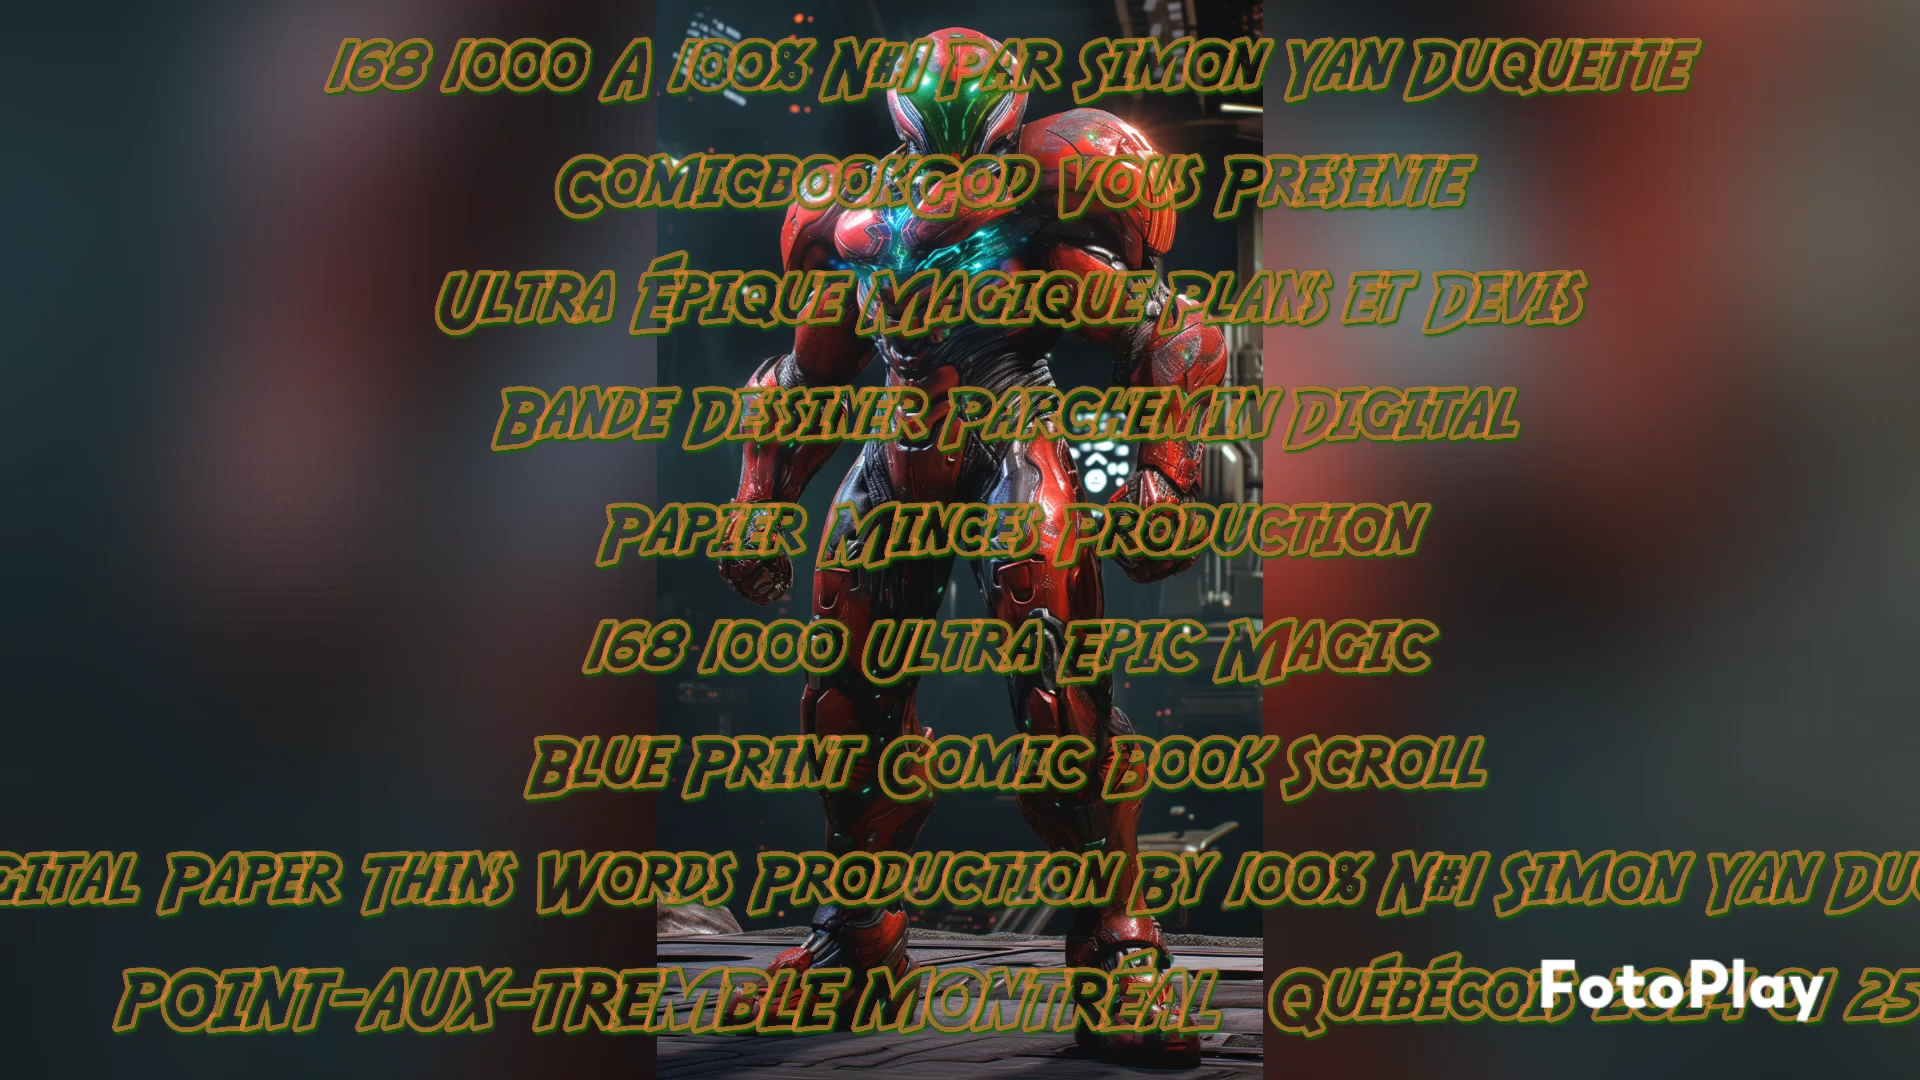 168 1000 A 100% N#1 Par Simon Yan Duquette
ComicbookGod Vous Presente
Ultra Épique Magique Plans et Devis
Bande Dessiner Parchemin Digital
Papier Minces Production
168 1000 Ultra Epic Magic
Blue Print Comic Book Scroll
Paper Thins Words Production By 100% N#1 Simon Yan
POINT-AUX-TREMBLE MONTRÉAL Québécois 25
FotoPlay